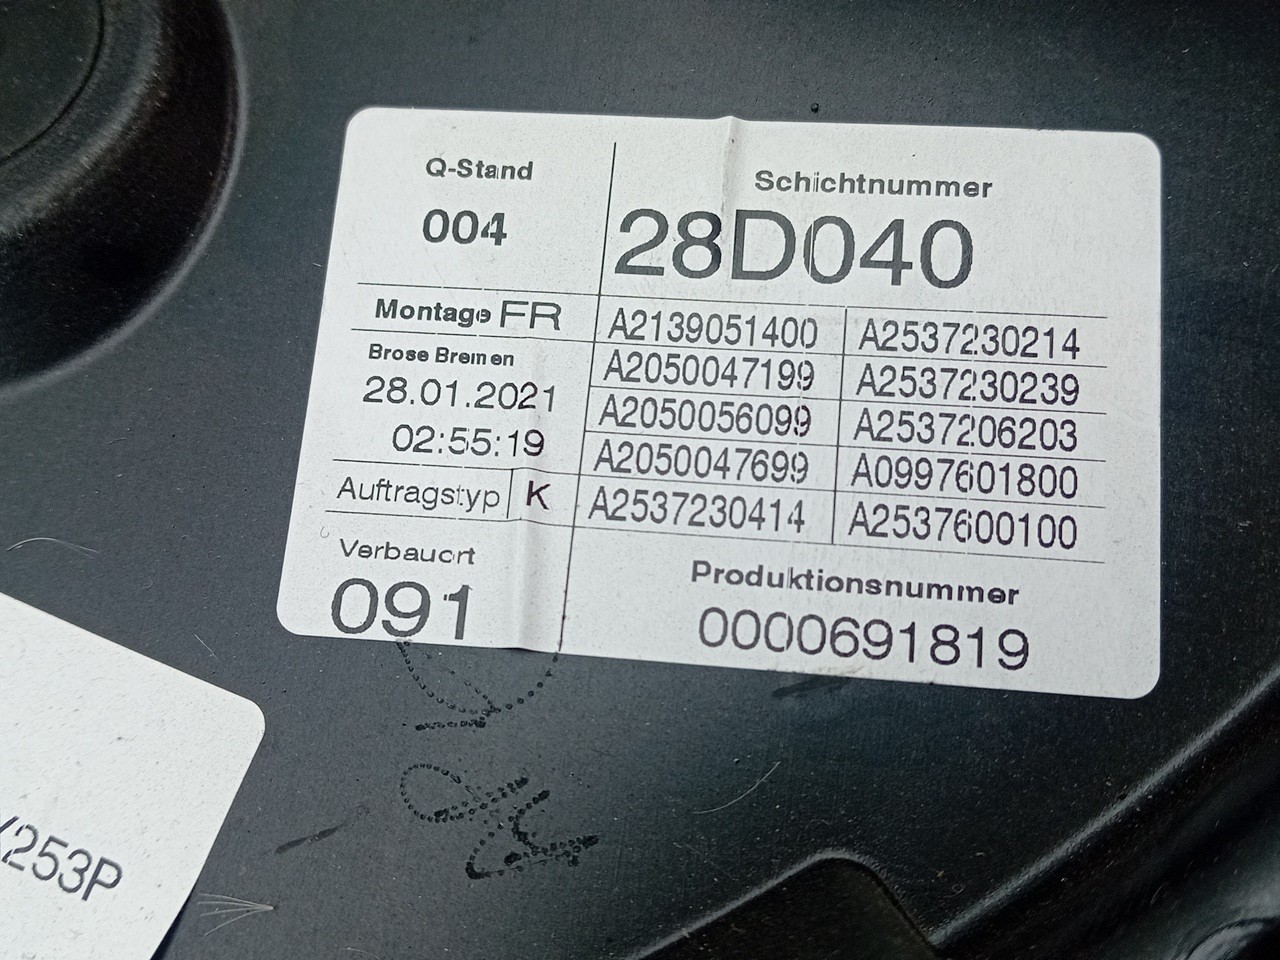 Q-Stand
004
Schichtnummer
28D040
Montage FR
Brose Bremen
28.01.2021
02:55:19
Auftragstyp K
Verbauort
091
A2139051400 A2537230214
A2050047199 A2537230239
A2050056099 A2537206203
A2050047699 A0997601800
A2537230414 A2537600100
Produktionsnummer
0000691819
253P